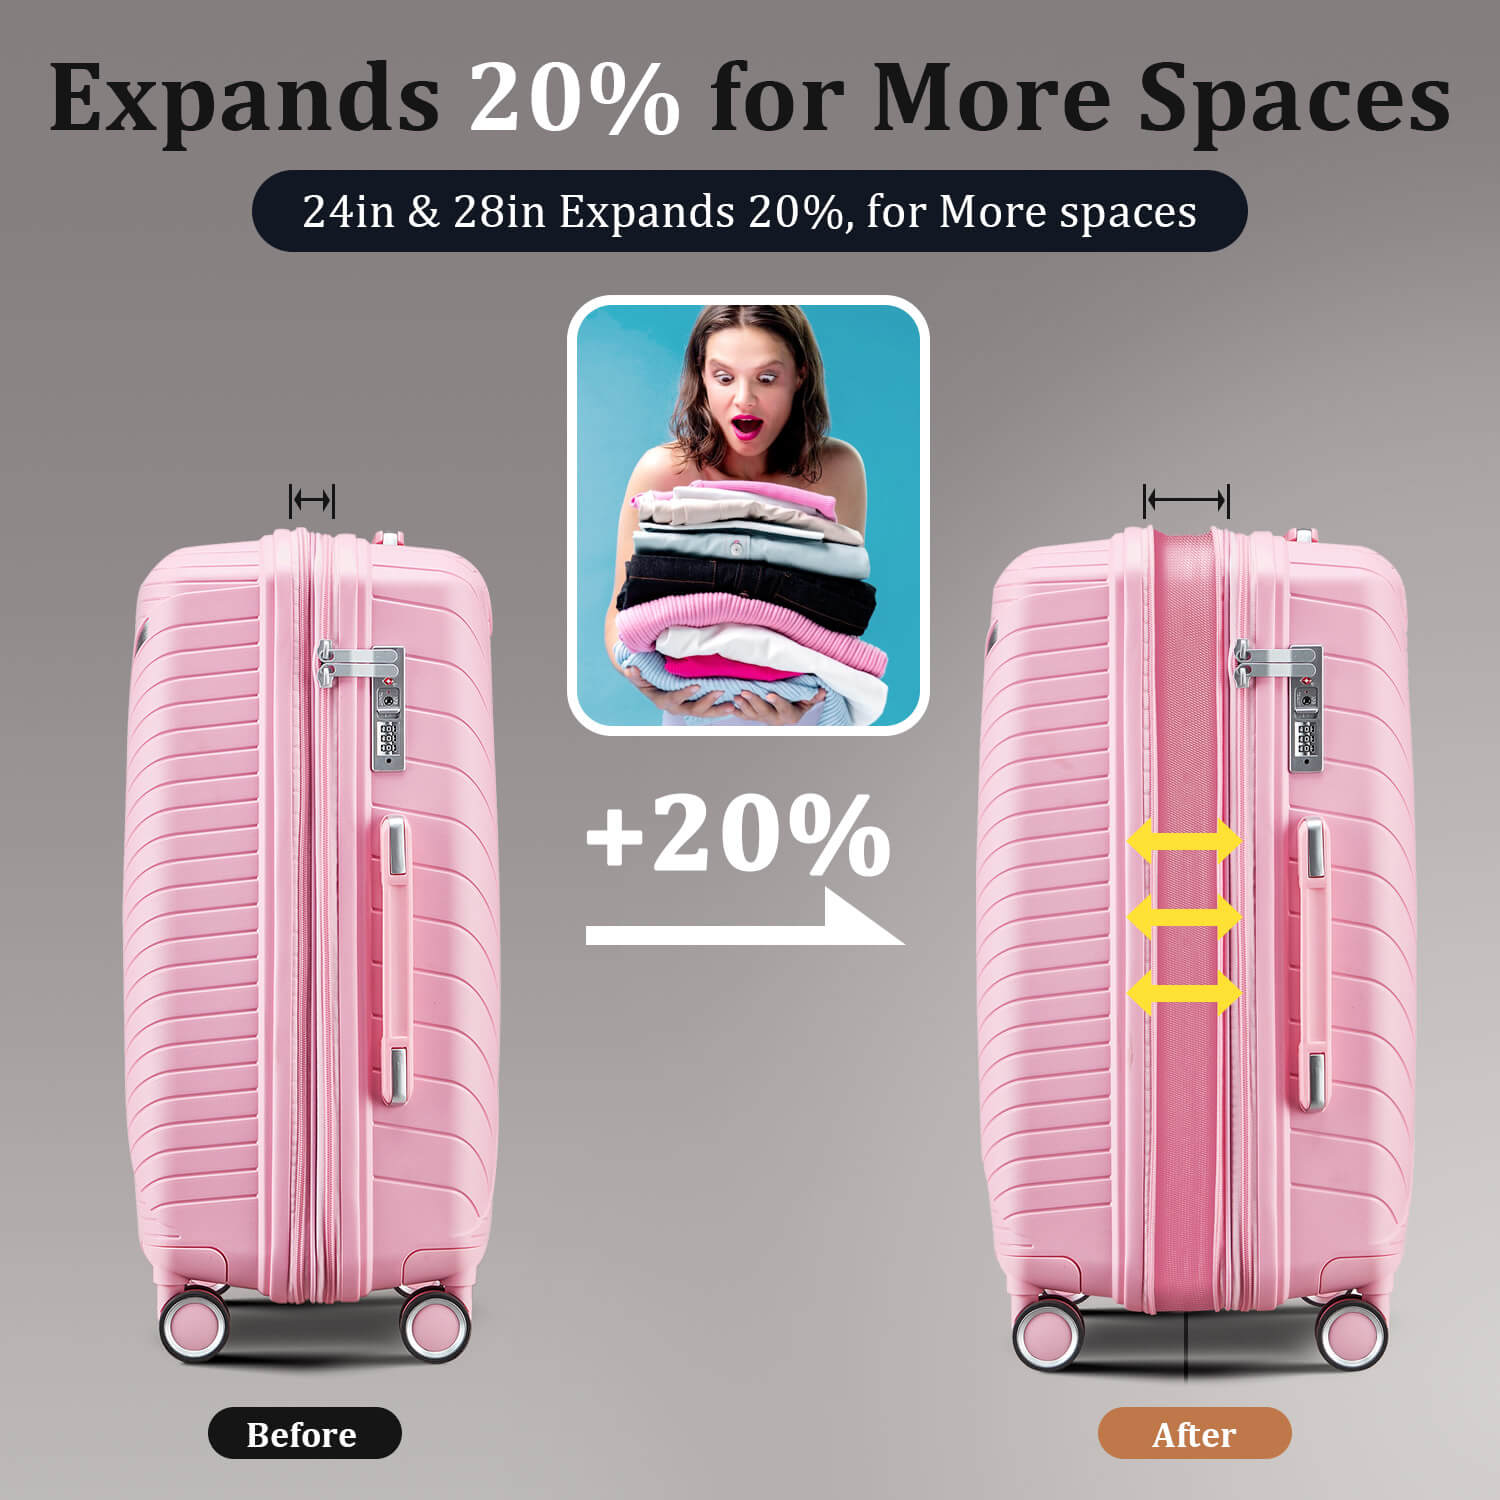 Expands 20% for More Spaces
24in & 28in Expands 20%, for More spaces
+20%
Before
After